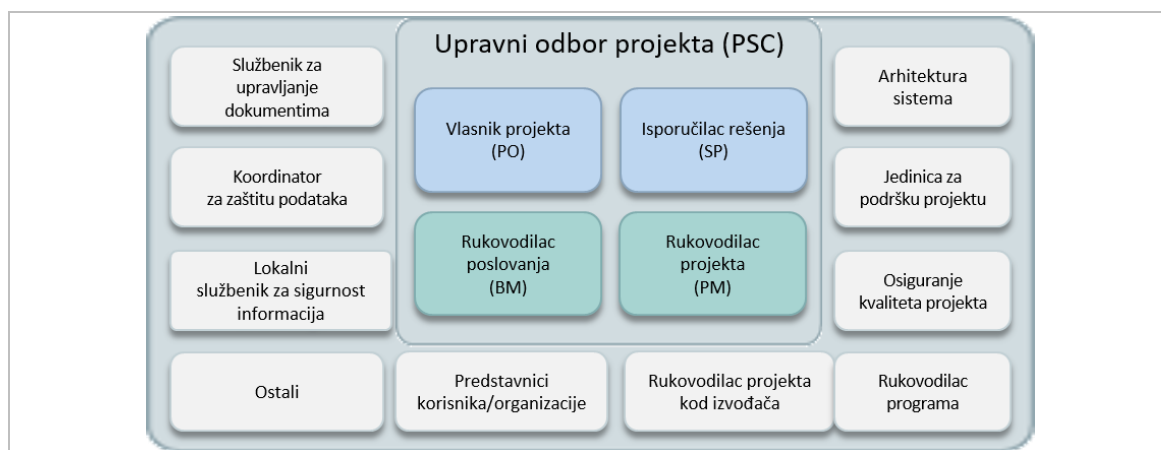 Upravni odbor projekta (PSC)
Službenik za
upravljanje
dokumentima
Vlasnik projekta
(PO)
Isporučilac rešenja
(SP)
Arhitektura
sistema
Koordinator
za zaštitu podataka
Jedinica za
podršku projektu
Rukovodilac
poslovanja
(BM)
Rukovodilac
projekta
(PM)
Lokalni
službenik za sigurnost
informacija
Osiguranje
kvaliteta projekta
Ostali
Predstavnici
korisnika/organizacije
Rukovodilac projekta
kod izvođača
Rukovodilac
programa